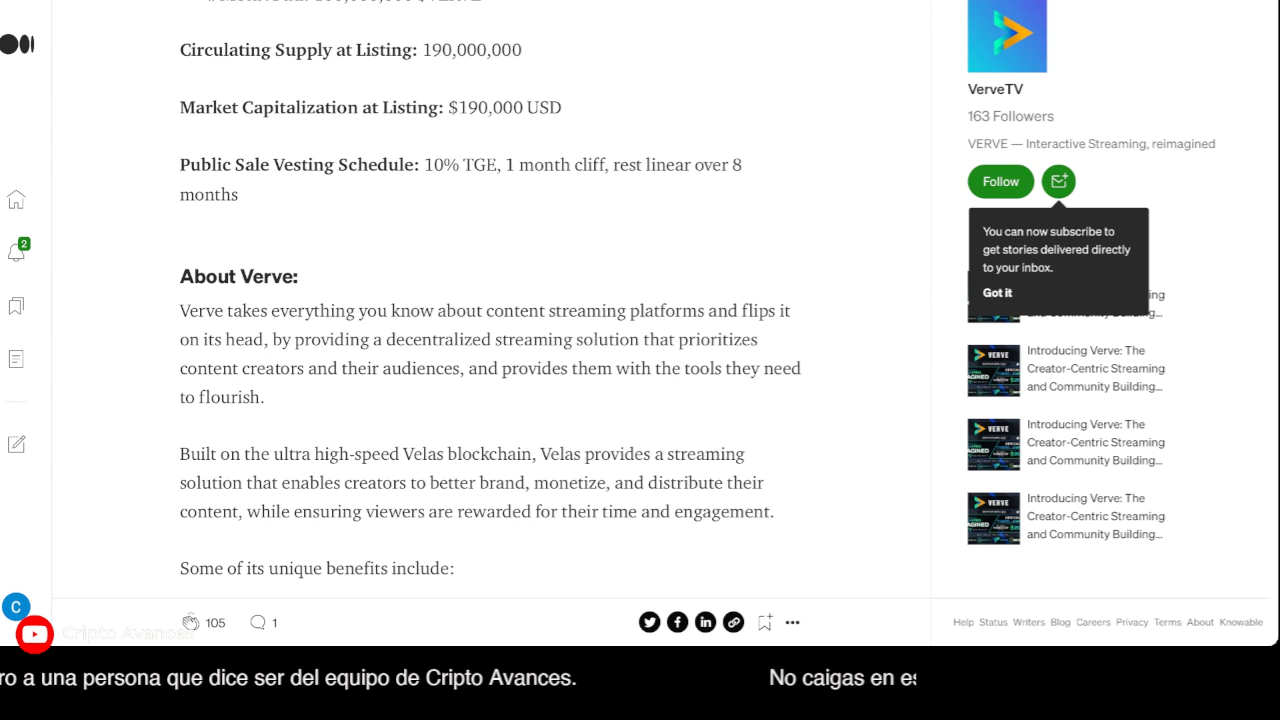 Circulating Supply at Listing: 190,000,000
Market Capitalization at Listing: $190,000 USD
Public Sale Vesting Schedule: 10% TGE, 1 month cliff, rest linear over 8
months
About Verve:
Verve takes everything you know about content streaming platforms and flips it
on its head, by providing a decentralized streaming solution that prioritizes
content creators and their audiences, and provides them with the tools they need
to flourish.
Built on the ultra high-speed Velas blockchain, Velas provides a streaming
solution that enables creators to better brand, monetize, and distribute their
content, while ensuring viewers are rewarded for their time and engagement.
Some of its unique benefits include:
105
1
VerveTV
163 Followers
VERVE — Interactive Streaming, reimagined
Follow
You can now subscribe to
get stories delivered directly
to your inbox.
Got it
VERVE
Introducing Verve: The
Creator-Centric Streaming
and Community Building...
VERVE
Introducing Verve: The
Creator-Centric Streaming
and Community Building...
VERVE
Introducing Verve: The
Creator-Centric Streaming
and Community Building...
Help Status Writers Blog Careers Privacy Terms About Knowable
2
C
Cripto Avances
ro a una persona que dice ser del equipo de Cripto Avances.
No caigas en es